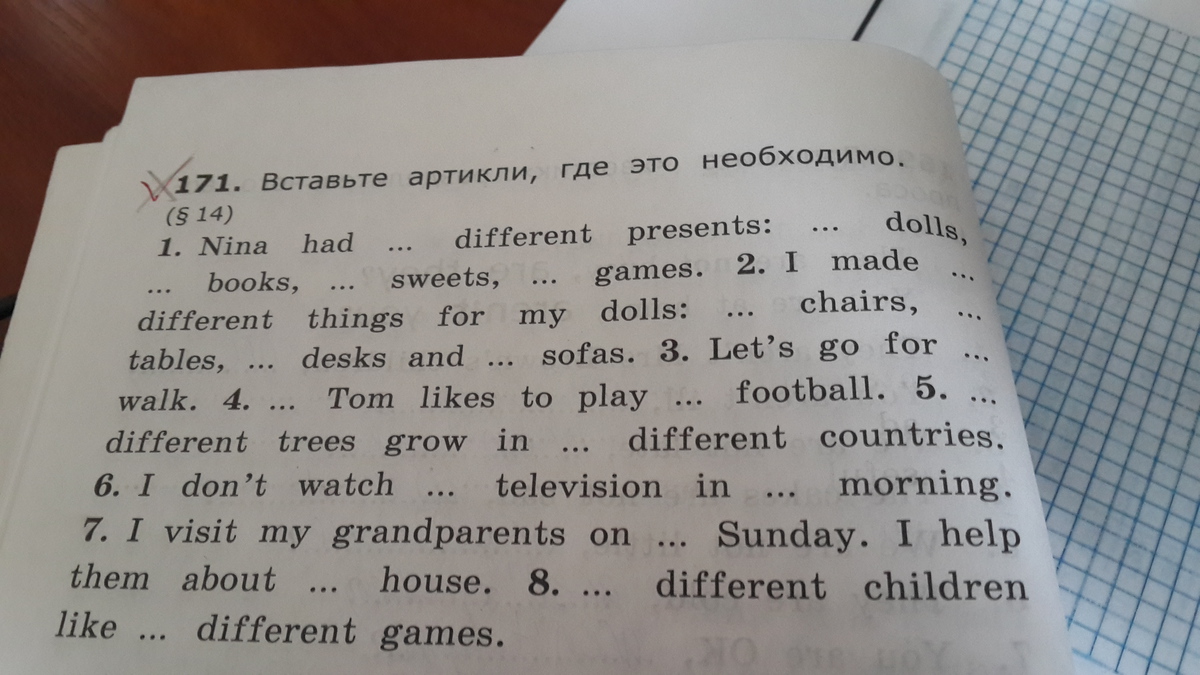 171. Вставьте артикли, где это необходимо.
(§ 14)
1. Nina had ... different presents: ... dolls,
... books, ... sweets, ... games. 2. I made ...
different things for my dolls: ... chairs, ...
tables, ... desks and ... sofas. 3. Let's go for ...
walk. 4. ... Tom likes to play ... football. 5. ...
different trees grow in ... different countries.
6. I don't watch ... television in ... morning.
7. I visit my grandparents on ... Sunday. I help
them about ... house. 8. ... different children
like ... different games.